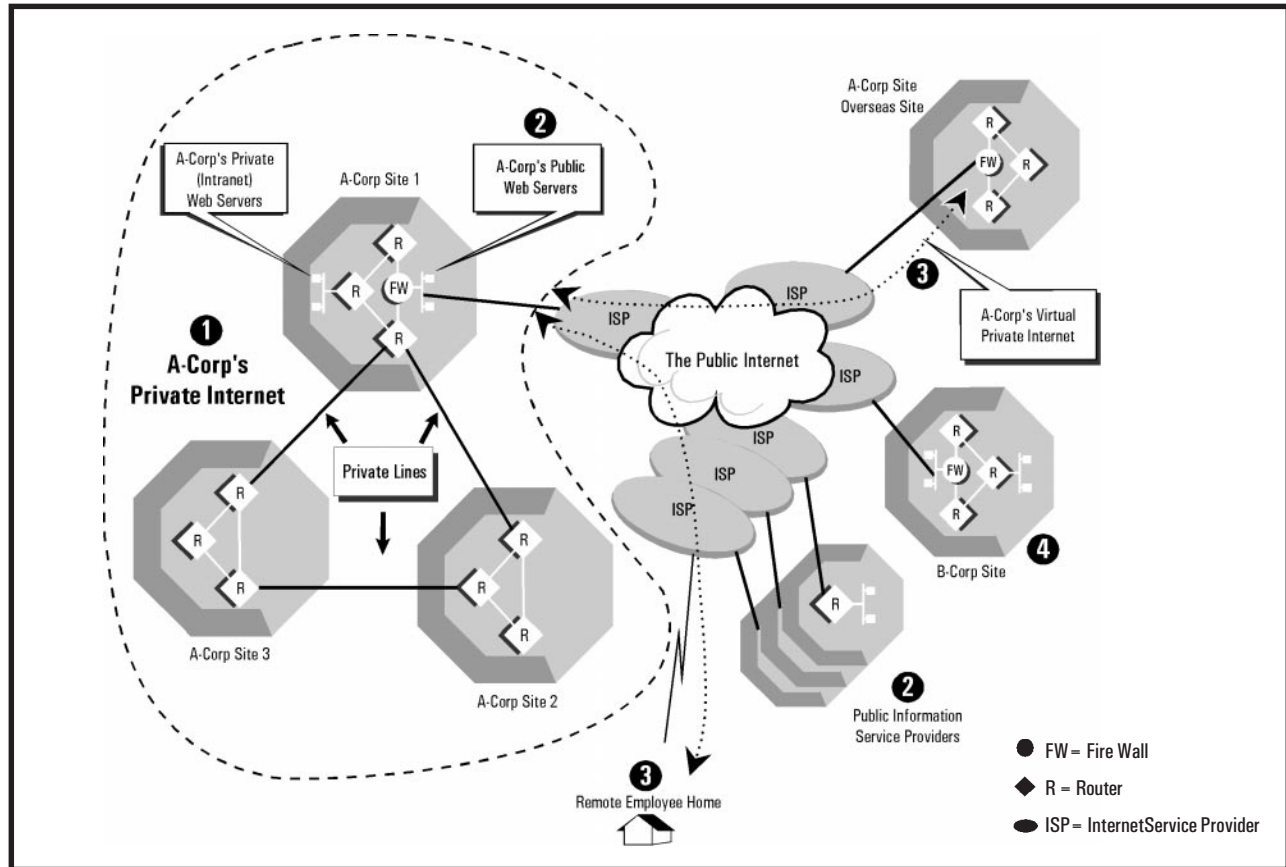 A-Corp Site
Overseas Site
R
FW
R
R
2
A-Corp's Private
(Intranet)
Web Servers
A-Corp's Public
Web Servers
A-Corp Site 1
R
R
FW
R
3
A-Corp's Virtual
Private Internet
ISP
ISP
The Public Internet
ISP
ISP
ISP
ISP
1
A-Corp's
Private Internet
Private Lines
R
FW
R
R
4
B-Corp Site
R
R
R
A-Corp Site 3
R
R
R
A-Corp Site 2
R
2
Public Information
Service Providers
3
Remote Employee Home
FW = Fire Wall
R = Router
ISP = InternetService Provider